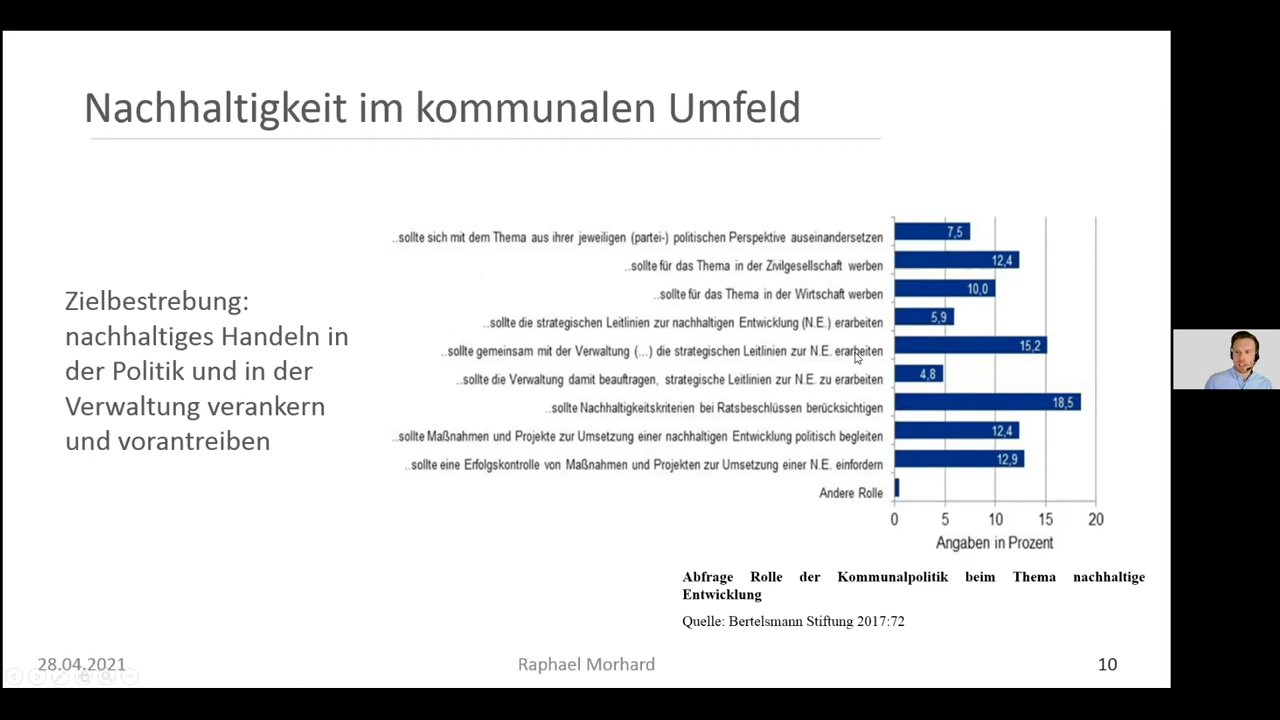 Nachhaltigkeit im kommunalen Umfeld
Zielbestrebung:
nachhaltiges Handeln in
der Politik und in der
Verwaltung verankern
und vorantreiben
..sollte sich mit dem Thema aus ihrer jeweiligen (partei-) politischen Perspektive auseinandersetzen 7,5
..sollte für das Thema in der Zivilgesellschaft werben 12,4
..sollte für das Thema in der Wirtschaft werben 10,0
..sollte die strategischen Leitlinien zur nachhaltigen Entwicklung (N.E.) erarbeiten 5,9
..sollte gemeinsam mit der Verwaltung (...) die strategischen Leitlinien zur N.E. erarbeiten 15,2
..sollte die Verwaltung damit beauftragen, strategische Leitlinien zur N.E. zu erarbeiten 4,8
..sollte Nachhaltigkeitskriterien bei Ratsbeschlüssen berücksichtigen 18,5
..sollte Maßnahmen und Projekte zur Umsetzung einer nachhaltigen Entwicklung politisch begleiten 12,4
..sollte eine Erfolgskontrolle von Maßnahmen und Projekten zur Umsetzung einer N.E. einfordern 12,9
Andere Rolle
0 5 10 15 20
Angaben in Prozent
Abfrage Rolle der Kommunalpolitik beim Thema nachhaltige
Entwicklung
Quelle: Bertelsmann Stiftung 2017:72
28.04.2021 Raphael Morhard 10